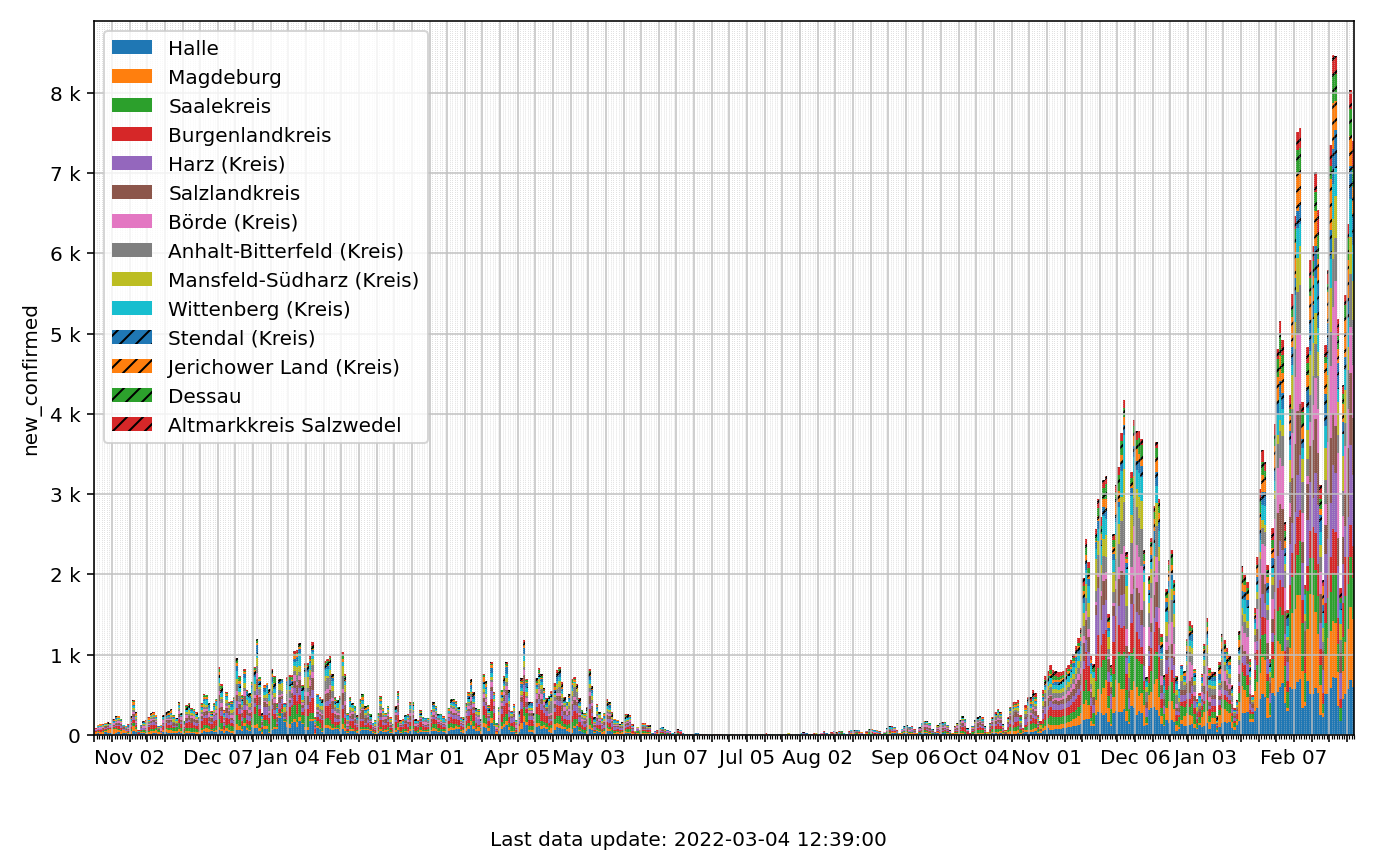 Halle
Magdeburg
Saalekreis
Burgenlandkreis
Harz (Kreis)
Salzlandkreis
Börde (Kreis)
Anhalt-Bitterfeld (Kreis)
Mansfeld-Südharz (Kreis)
Wittenberg (Kreis)
Stendal (Kreis)
Jerichower Land (Kreis)
Dessau
Altmarkkreis Salzwedel
new_confirmed
8 k
7 k
6 k
5 k
4 k
3 k
2 k
1 k
0
Nov 02 Dec 07 Jan 04 Feb 01 Mar 01 Apr 05 May 03 Jun 07 Jul 05 Aug 02 Sep 06 Oct 04 Nov 01 Dec 06 Jan 03 Feb 07
Last data update: 2022-03-04 12:39:00